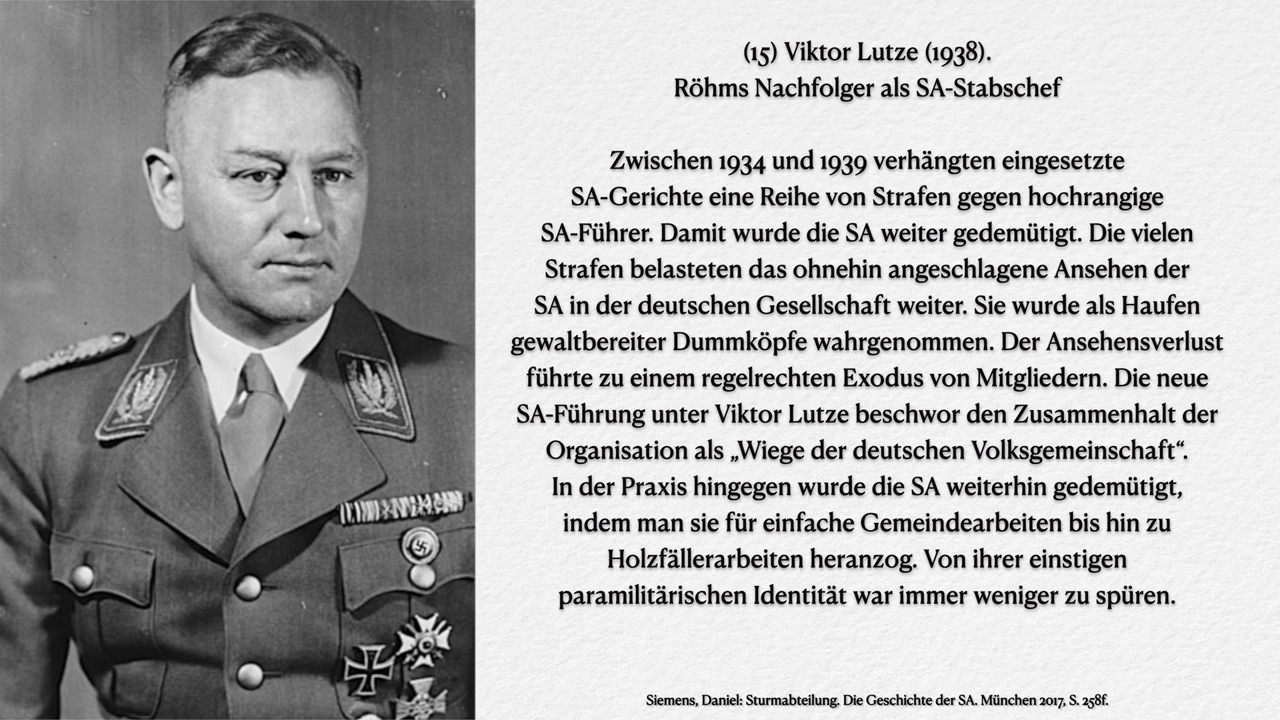 (15) Viktor Lutze (1938).
Röhms Nachfolger als SA-Stabschef
Zwischen 1934 und 1939 verhängten eingesetzte
SA-Gerichte eine Reihe von Strafen gegen hochrangige
SA-Führer. Damit wurde die SA weiter gedemütigt. Die vielen
Strafen belasteten das ohnehin angeschlagene Ansehen der
SA in der deutschen Gesellschaft weiter. Sie wurde als Haufen
gewaltbereiter Dummköpfe wahrgenommen. Der Ansehensverlust
führte zu einem regelrechten Exodus von Mitgliedern. Die neue
SA-Führung unter Viktor Lutze beschwor den Zusammenhalt der
Organisation als „Wiege der deutschen Volksgemeinschaft“.
In der Praxis hingegen wurde die SA weiterhin gedemütigt,
indem man sie für einfache Gemeindearbeiten bis hin zu
Holzfällerarbeiten heranzog. Von ihrer einstigen
paramilitärischen Identität war immer weniger zu spüren.
Siemens, Daniel: Sturmabteilung. Die Geschichte der SA. München 2017, S. 258f.